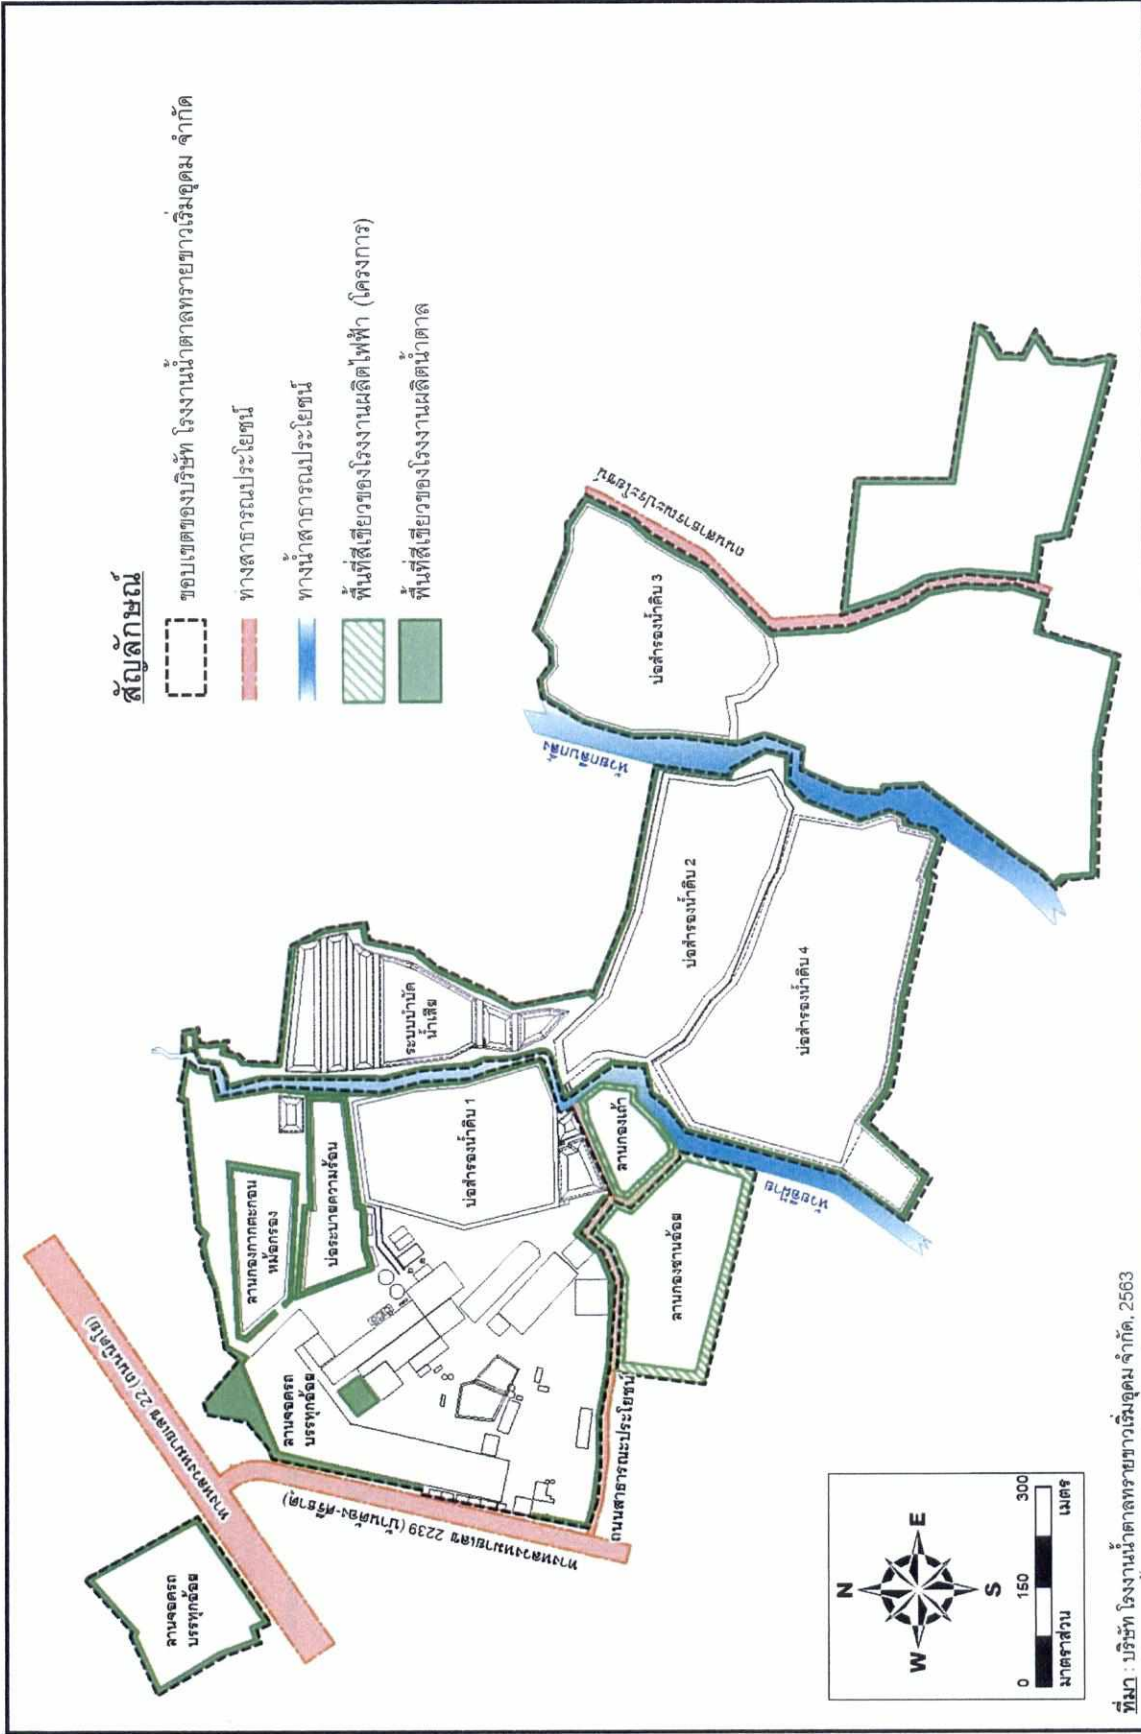 สัญลักษณ์
ขอบเขตของบริษัท โรงงานน้ำตาลทรายขาวเริ่มอุดม จำกัด
ทางสาธารณประโยชน์
ทางน้ำสาธารณประโยชน์
พื้นที่สีเขียวของโรงงานผลิตไฟฟ้า (โครงการ)
พื้นที่สีเขียวของโรงงานผลิตน้ำตาล
ลานจอดรถ
บรรทุกอ้อย
ทางหลวงหมายเลข 22 (ถนนนิตโย)
ทางหลวงหมายเลข 2239 (บ้านต้อง-ศรีธาตุ)
ลานจอดรถ
บรรทุกอ้อย
ลานกองกากตะกอน
หม้อกรอง
บ่อระบายความร้อน
บ่อสำรองน้ำดิบ 1
ระบบบำบัด
น้ำเสีย
ถนนสาธารณะประโยชน์
ลานกองชานอ้อย
ลานกองเถ้า
ห้วยฝาย
บ่อสำรองน้ำดิบ 2
บ่อสำรองน้ำดิบ 4
บ่อสำรองน้ำดิบ 3
ถนนสาธารณะประโยชน์
N
W
E
S
0 150 300
มาตราส่วน เมตร
ที่มา : บริษัท โรงงานน้ำตาลทรายขาวเริ่มอุดม จำกัด, 2563